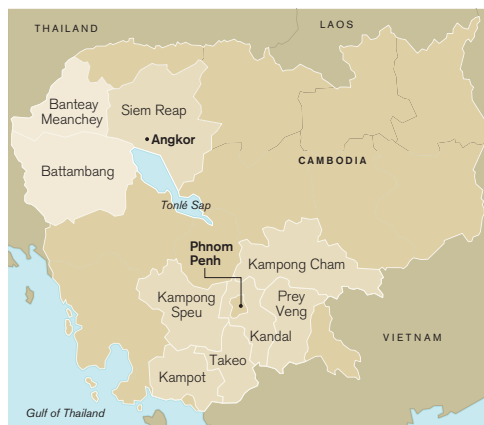 THAILAND
LAOS
Banteay
Meanchey
Siem Reap
• Angkor
CAMBODIA
Battambang
Tonlé Sap
Phnom
Penh
Kampong Cham
Kampong
Speu
Prey
Veng
Kandal
VIETNAM
Takeo
Kampot
Gulf of Thailand